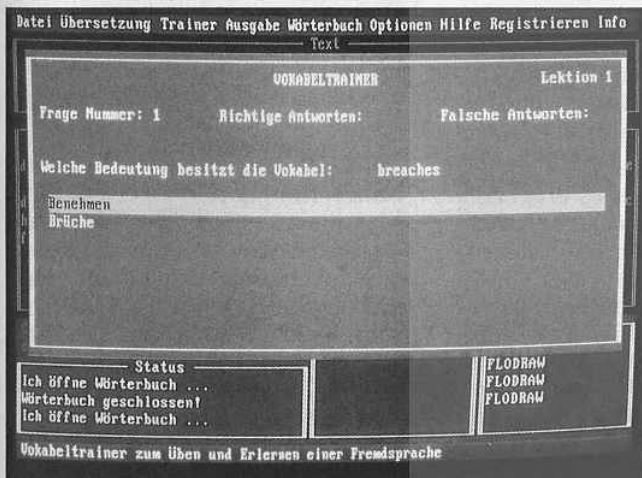 Datei Übersetzung Trainer Ausgabe Wörterbuch Optionen Hilfe Registrieren Info
Text
VOKABELTRAINER Lektion 1
Frage Nummer: 1 Richtige Antworten: Falsche Antworten:
Welche Bedeutung besitzt die Vokabel: breaches
Benehmen
Brüche
Status
Ich öffne Wörterbuch ...
Wörterbuch geschlossen!
Ich öffne Wörterbuch ...
FLODRAW
FLODRAW
FLODRAW
Vokabeltrainer zum Üben und Erlernen einer Fremdsprache